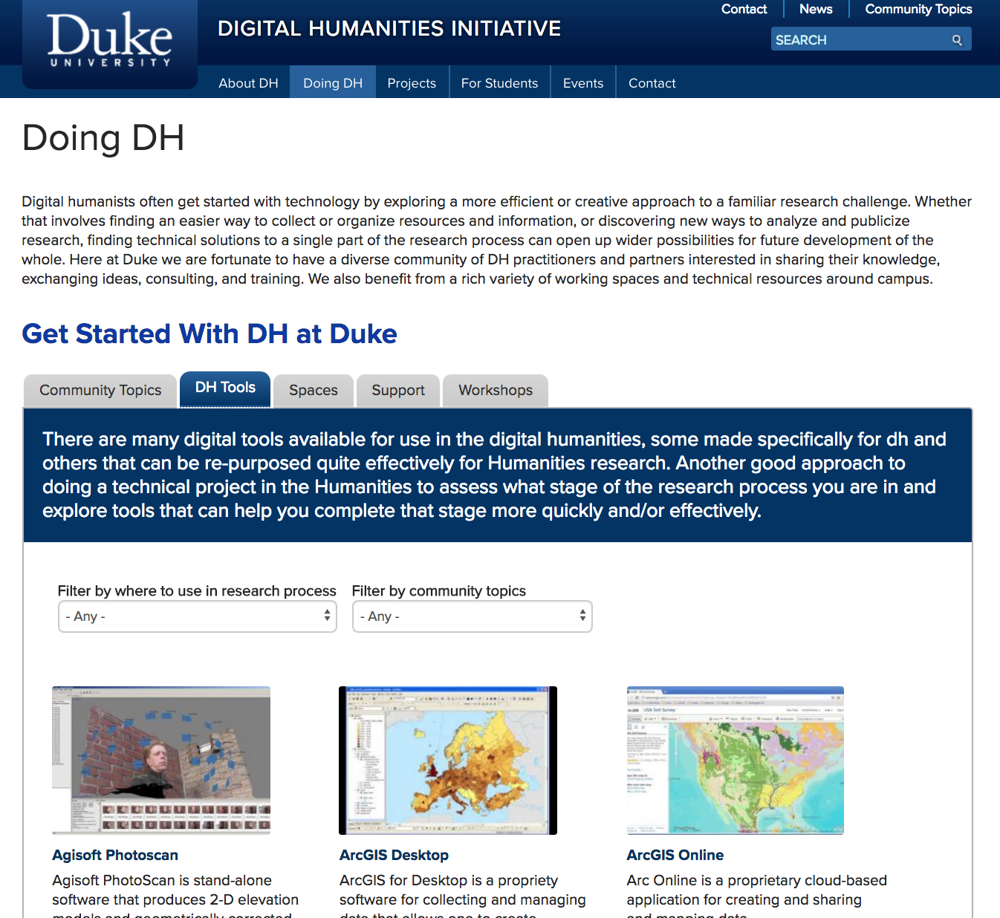 Duke
UNIVERSITY
DIGITAL HUMANITIES INITIATIVE
Contact
News
Community Topics
SEARCH
About DH
Doing DH
Projects
For Students
Events
Contact
Doing DH
Digital humanists often get started with technology by exploring a more efficient or creative approach to a familiar research challenge. Whether
that involves finding an easier way to collect or organize resources and information, or discovering new ways to analyze and publicize
research, finding technical solutions to a single part of the research process can open up wider possibilities for future development of the
whole. Here at Duke we are fortunate to have a diverse community of DH practitioners and partners interested in sharing their knowledge,
exchanging ideas, consulting, and training. We also benefit from a rich variety of working spaces and technical resources around campus.
Get Started With DH at Duke
Community Topics
DH Tools
Spaces
Support
Workshops
There are many digital tools available for use in the digital humanities, some made specifically for dh and
others that can be re-purposed quite effectively for Humanities research. Another good approach to
doing a technical project in the Humanities to assess what stage of the research process you are in and
explore tools that can help you complete that stage more quickly and/or effectively.
Filter by where to use in research process
- Any -
Filter by community topics
- Any -
USA Soil Survey
Agisoft Photoscan
Agisoft PhotoScan is stand-alone
software that produces 2-D elevation
models and geometrically corrected
ArcGIS Desktop
ArcGIS for Desktop is a propriety
software for collecting and managing
data that allows one to create
ArcGIS Online
Arc Online is a proprietary cloud-based
application for creating and sharing
and mapping data